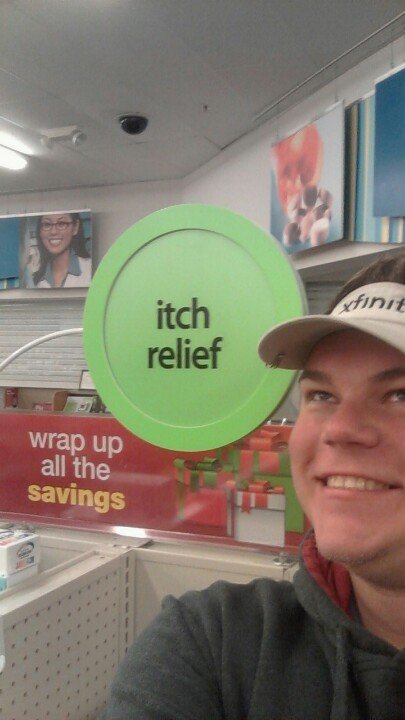 xfinit
itch
relief
wrap up
all the
savings